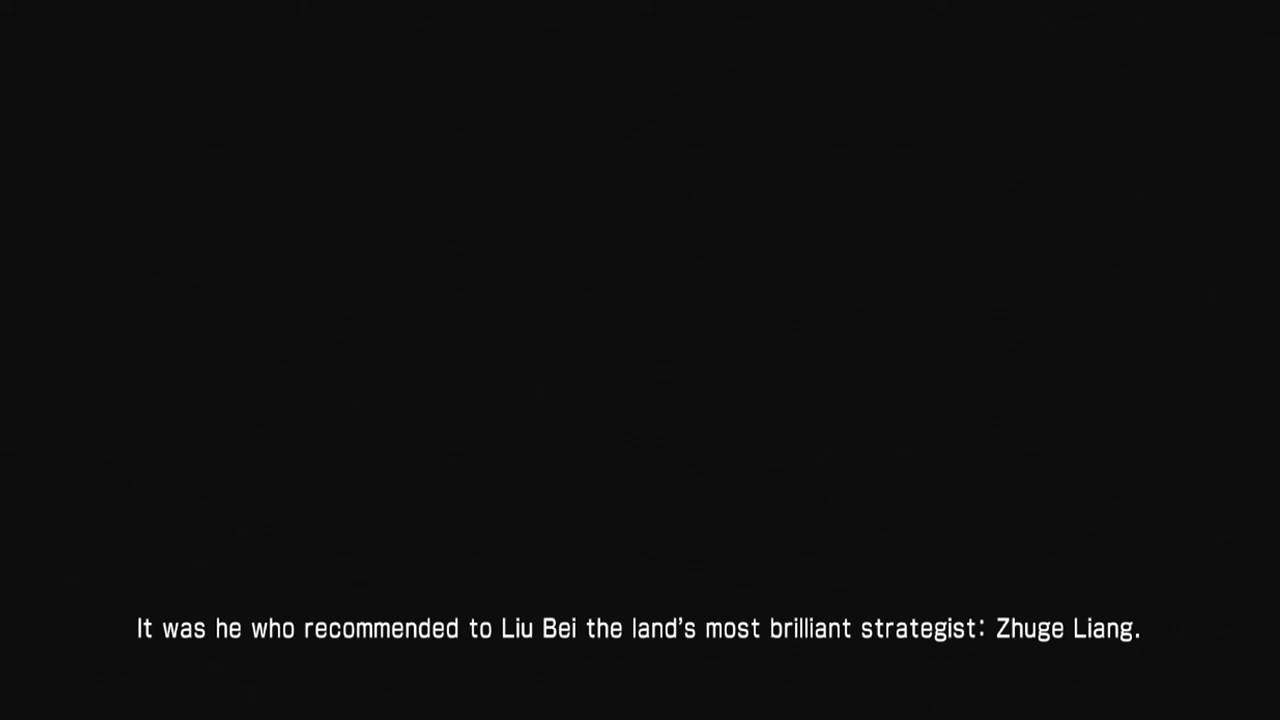 It was he who recommended to Liu Bei the land's most brilliant strategist: Zhuge Liang.